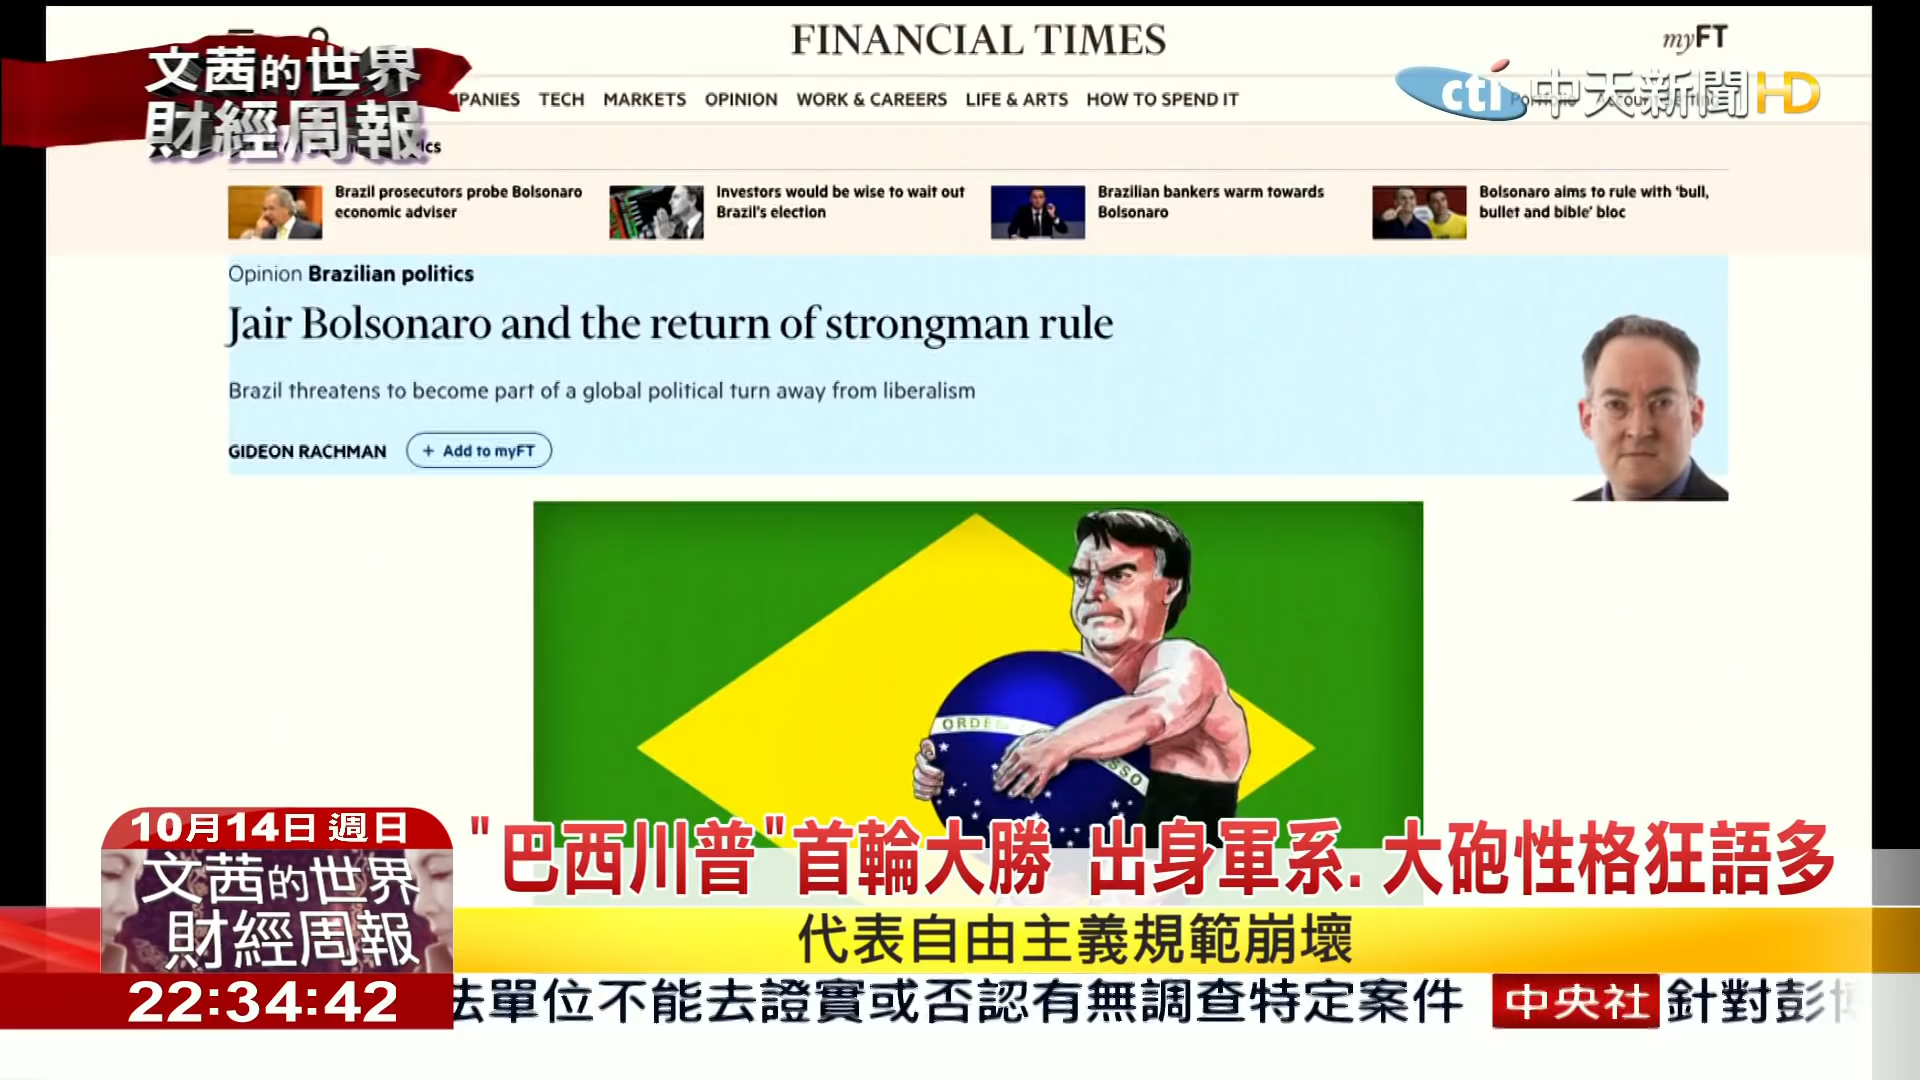 FINANCIAL TIMES
myFT
文茜的世界
財經周報
cti 中天新聞HD
PANIES TECH MARKETS OPINION WORK & CAREERS LIFE & ARTS HOW TO SPEND IT
Portfolio
Brazil prosecutors probe Bolsonaro
economic adviser
Investors would be wise to wait out
Brazil's election
Brazilian bankers warm towards
Bolsonaro
Bolsonaro aims to rule with ‘bull,
bullet and bible’ bloc
Opinion Brazilian politics
Jair Bolsonaro and the return of strongman rule
Brazil threatens to become part of a global political turn away from liberalism
GIDEON RACHMAN + Add to myFT
ORDE
SSO
10月14日 週日
文茜的世界
財經周報
22:34:42
"巴西川普"首輪大勝 出身軍系.大砲性格狂語多
代表自由主義規範崩壞
法單位不能去證實或否認有無調查特定案件 中央社 針對彭博